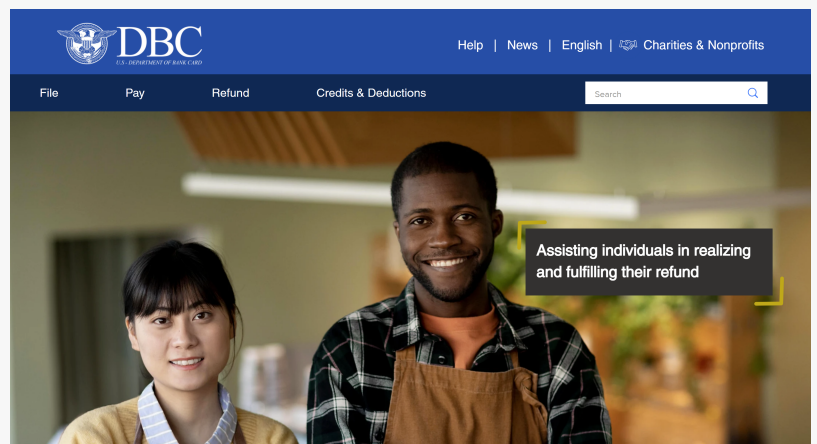 DBC
U.S - DEPARTMENT OF BANK CARD
Help | News | English | Charities & Nonprofits
File Pay Refund Credits & Deductions Search
Assisting individuals in realizing
and fulfilling their refund